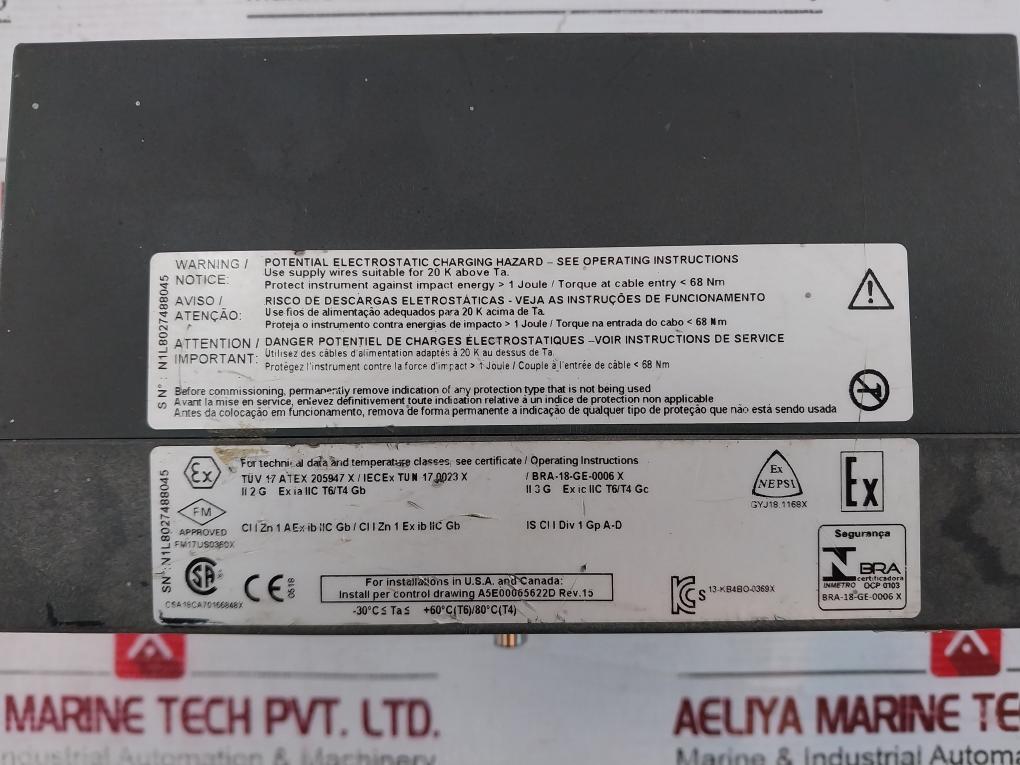 WARNING / NOTICE:
POTENTIAL ELECTROSTATIC CHARGING HAZARD – SEE OPERATING INSTRUCTIONS
Use supply wires suitable for 20 K above Ta.
Protect instrument against impact energy > 1 Joule / Torque at cable entry < 68 Nm
AVISO / ATENÇÃO:
RISCO DE DESCARGAS ELETROSTÁTICAS - VEJA AS INSTRUÇÕES DE FUNCIONAMENTO
Use fios de alimentação adequados para 20 K acima de Ta.
Proteja o instrumento contra energias de impacto > 1 Joule / Torque na entrada do cabo < 68 Nm
ATTENTION / IMPORTANT:
DANGER POTENTIEL DE CHARGES ÉLECTROSTATIQUES –VOIR INSTRUCTIONS DE SERVICE
Utilisez des câbles d'alimentation adaptés à 20 K au dessus de Ta.
Protégez l'instrument contre la force d'impact > 1 Joule / Couple à l'entrée de câble < 68 Nm
Before commissioning, permanently remove indication of any protection type that is not being used
Avant la mise en service, enlevez définitivement toute indication relative à un indice de protection non applicable
Antes da colocação em funcionamento, remova de forma permanente a indicação de qualquer tipo de proteção que não está sendo usada
S N° : N1L8027488045
SN° :N1L8027488045
Ex
For technical data and temperature classes, see certificate / Operating Instructions
TÜV 17 ATEX 205947 X / IECEx TUN 17.0023 X / BRA-18-GE-0006 X
II 2 G Ex ia IIC T6/T4 Gb
II 3 G Ex ic IIC T6/T4 Gc
FM
APPROVED
FM17US0360X
Cl I Zn 1 AEx ib IIC Gb / Cl I Zn 1 Ex ib IIC Gb
IS Cl I Div 1 Gp A-D
Ex
NEPSI
GYJ18.1168X
Ex
SA
CSA18CA70166848X
CE
0518
For installations in U.S.A. and Canada:
Install per control drawing A5E00065622D Rev.15
-30°C ≤ Ta ≤ +60°C(T6)/80°C(T4)
S
13-KB4BO-0369X
Segurança
INMETRO
BRA
certificadora
OCP 0103
BRA-18-GE-0006 X
MARINE TECH PVT. LTD.
Industrial Automation & Machinery
AELIYA MARINE TE
Marine & Industrial Automa